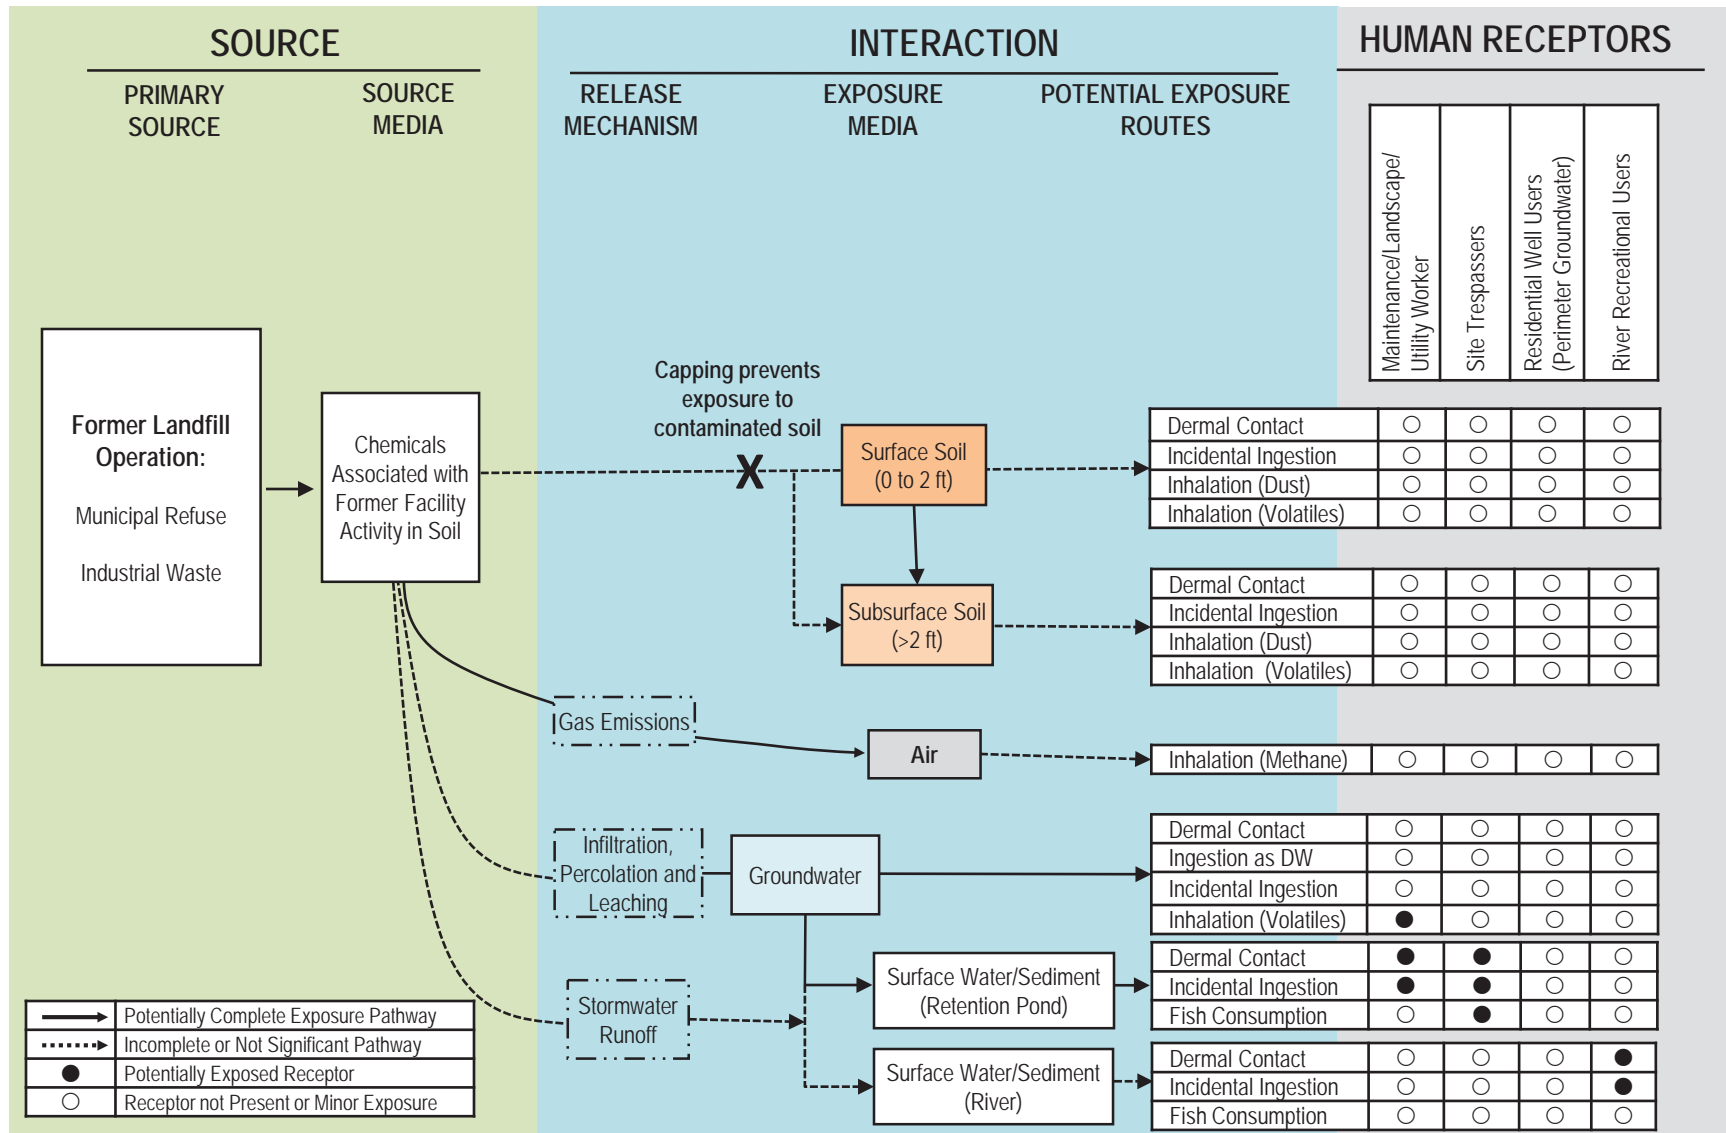 SOURCE
INTERACTION
HUMAN RECEPTORS
PRIMARY
SOURCE
SOURCE
MEDIA
RELEASE
MECHANISM
EXPOSURE
MEDIA
POTENTIAL EXPOSURE
ROUTES
Maintenance/Landscape/
Utility Worker
Site Trespassers
Residential Well Users
(Perimeter Groundwater)
River Recreational Users
Former Landfill
Operation:
Municipal Refuse
Industrial Waste
Chemicals
Associated with
Former Facility
Activity in Soil
Capping prevents
exposure to
contaminated soil
X
Surface Soil
(0 to 2 ft)
Dermal Contact
Incidental Ingestion
Inhalation (Dust)
Inhalation (Volatiles)
Subsurface Soil
(>2 ft)
Dermal Contact
Incidental Ingestion
Inhalation (Dust)
Inhalation (Volatiles)
Gas Emissions
Air
Inhalation (Methane)
Infiltration,
Percolation and
Leaching
Groundwater
Dermal Contact
Ingestion as DW
Incidental Ingestion
Inhalation (Volatiles)
Stormwater
Runoff
Surface Water/Sediment
(Retention Pond)
Dermal Contact
Incidental Ingestion
Fish Consumption
Surface Water/Sediment
(River)
Dermal Contact
Incidental Ingestion
Fish Consumption
Potentially Complete Exposure Pathway
Incomplete or Not Significant Pathway
Potentially Exposed Receptor
Receptor not Present or Minor Exposure